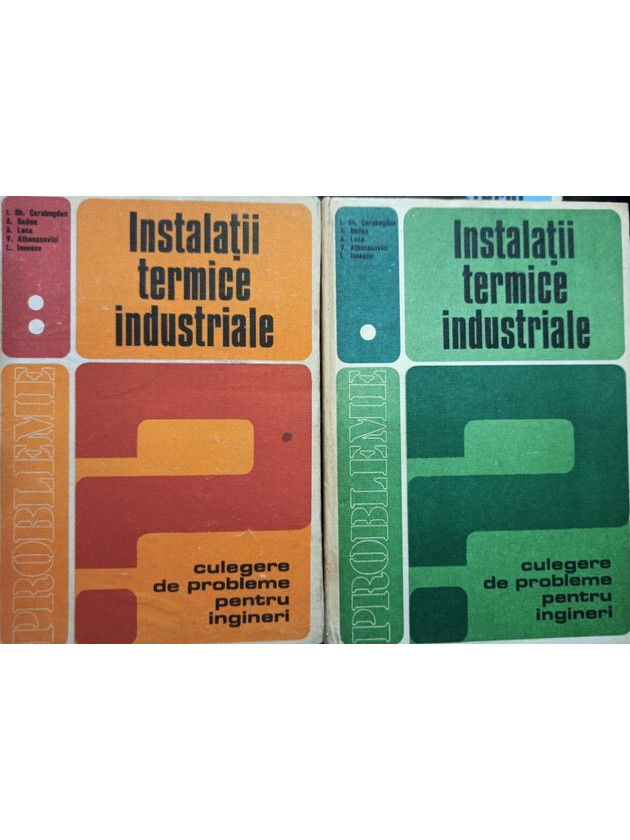 I. Gh. Carabogdan
A. Badea
A. Leca
V. Athanasovici
L. Ionescu
Instalații
termice
industriale
PROBLEME
culegere
de probleme
pentru
ingineri
I. Gh. Carabogdan
A. Badea
A. Leca
V. Athanasovici
L. Ionescu
Instalații
termice
industriale
PROBLEME
culegere
de probleme
pentru
ingineri